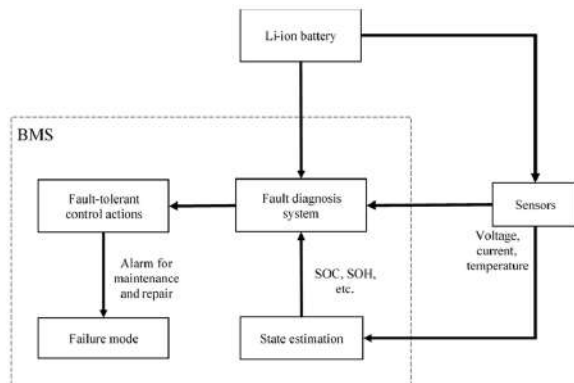 Li-ion battery
BMS
Fault-tolerant
control actions
Fault diagnosis
system
Sensors
Voltage,
current,
temperature
Alarm for
maintenance
and repair
SOC, SOH,
etc.
Failure mode
State estimation